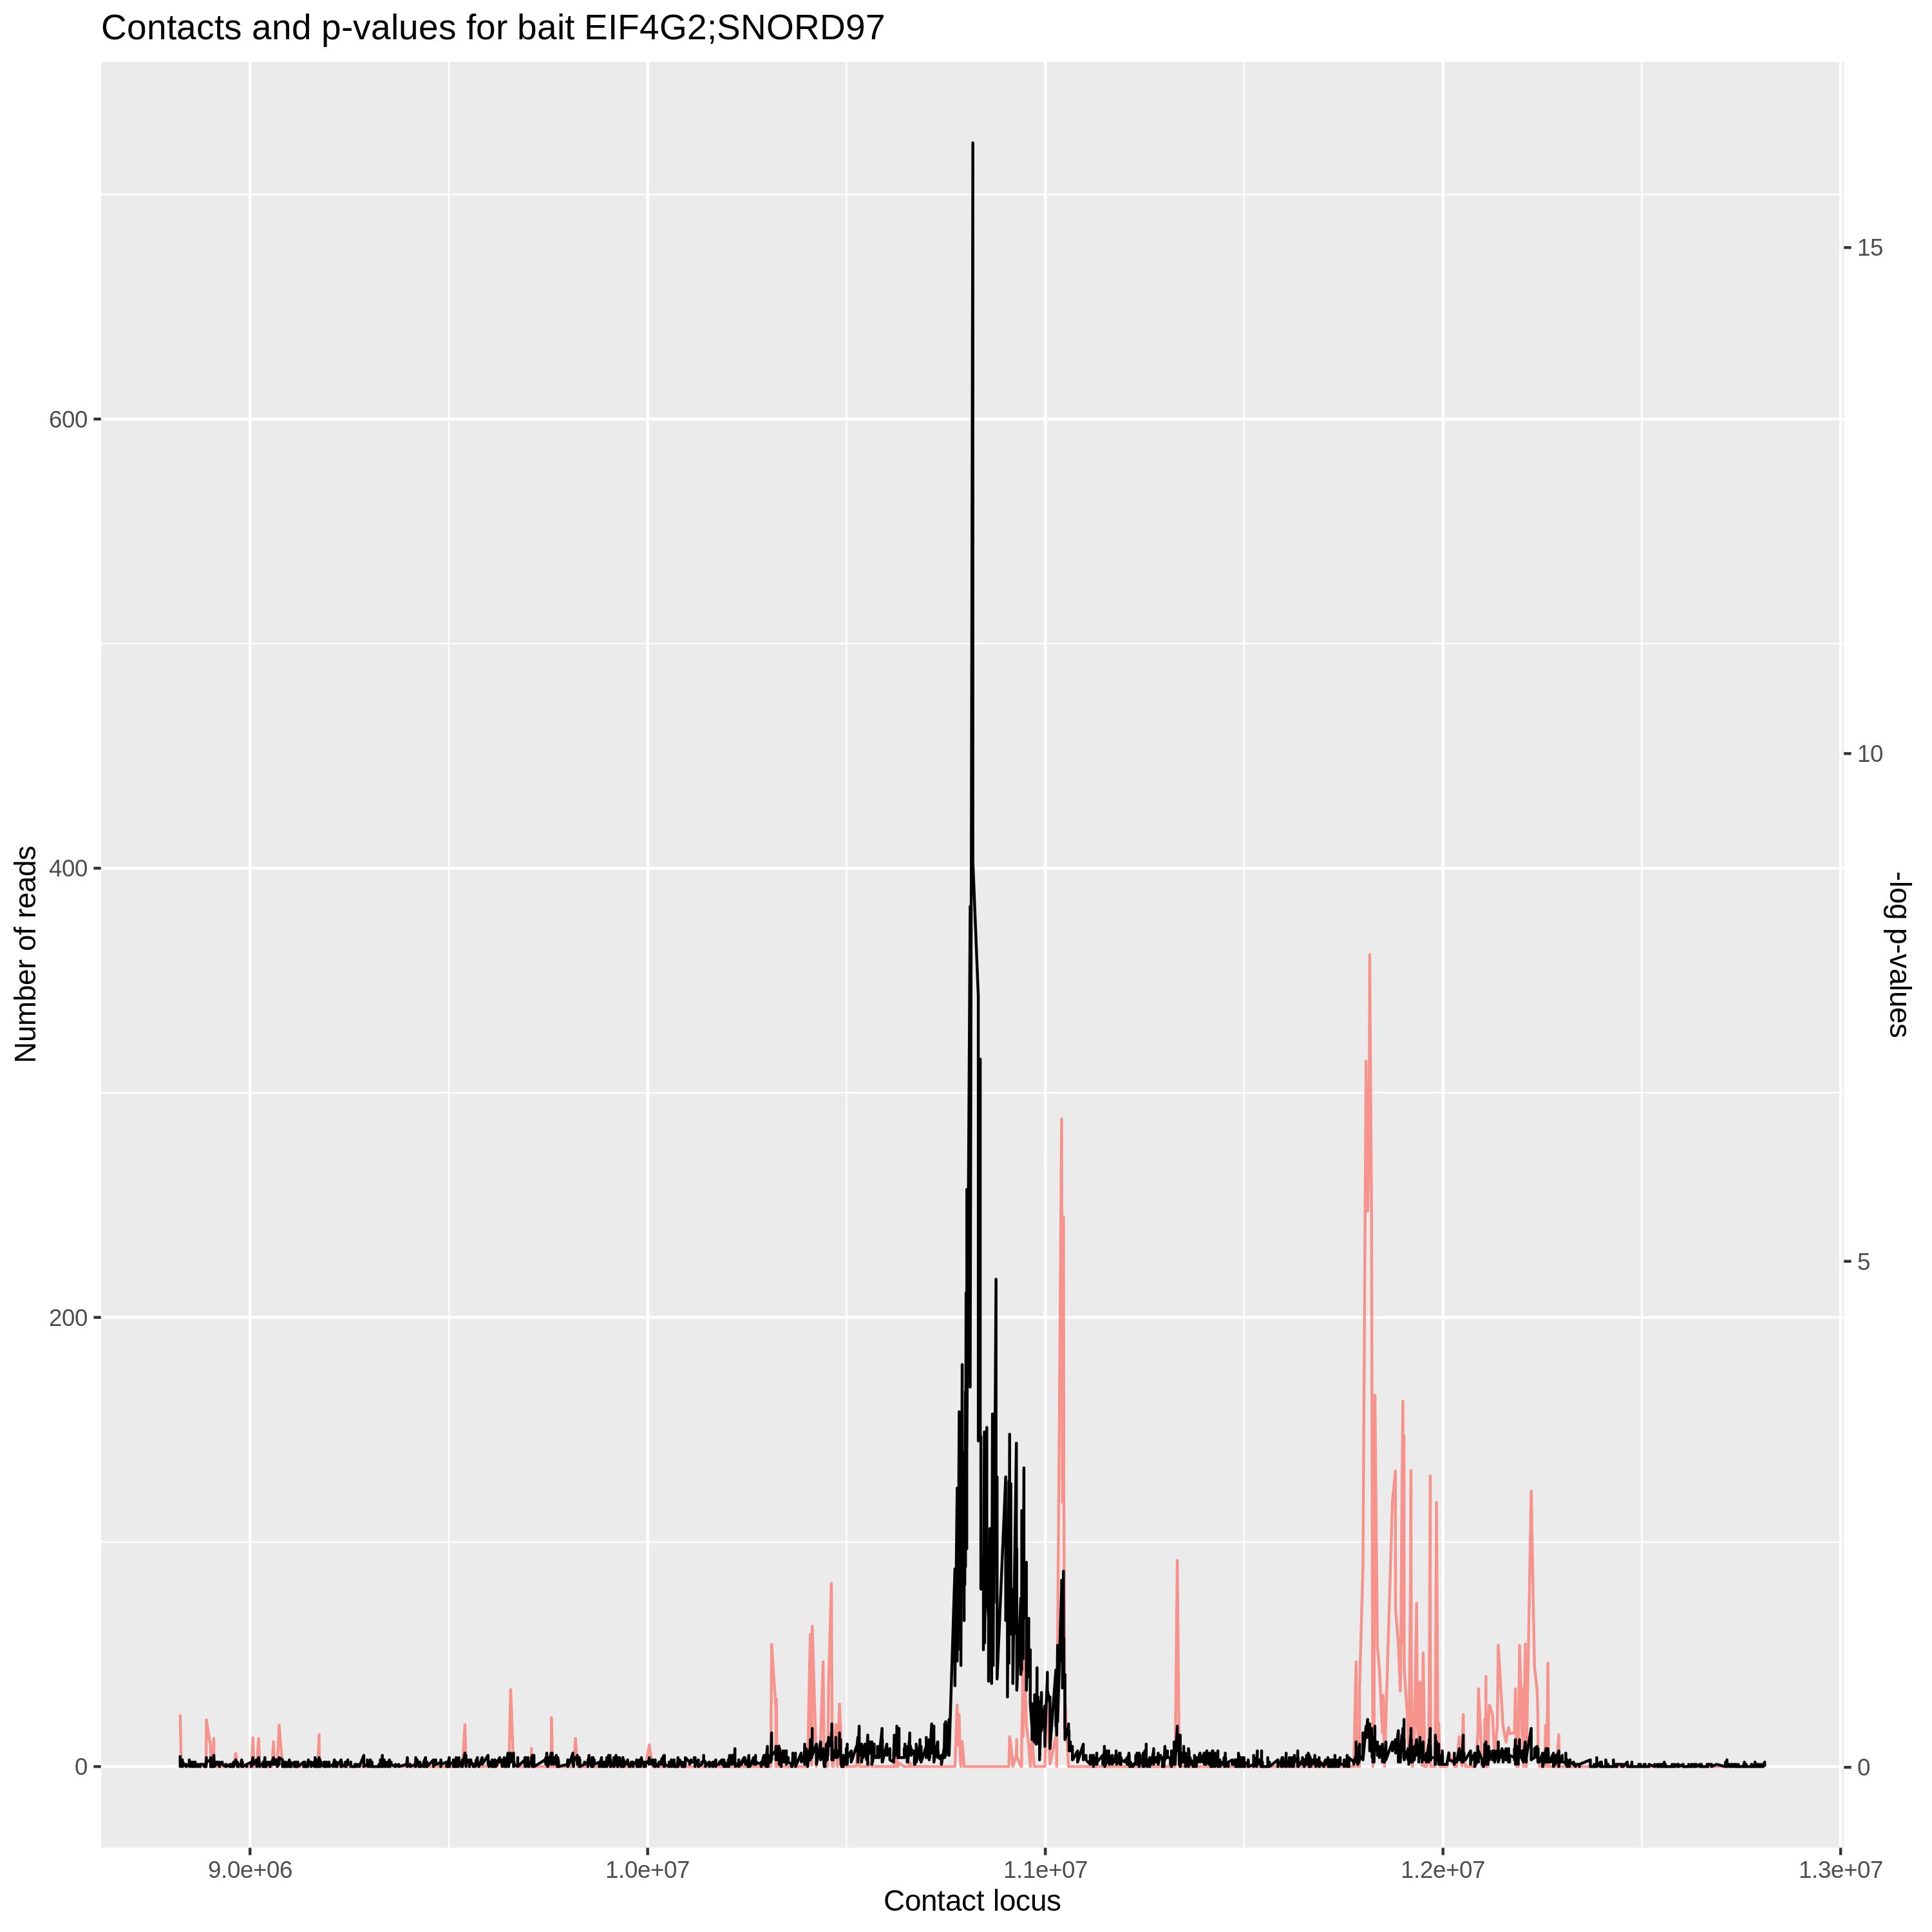 Contacts and p-values for bait EIF4G2;SNORD97
Number of reads
600
400
200
0
15
10
5
0
-log p-values
9.0e+06
1.0e+07
1.1e+07
1.2e+07
1.3e+07
Contact locus